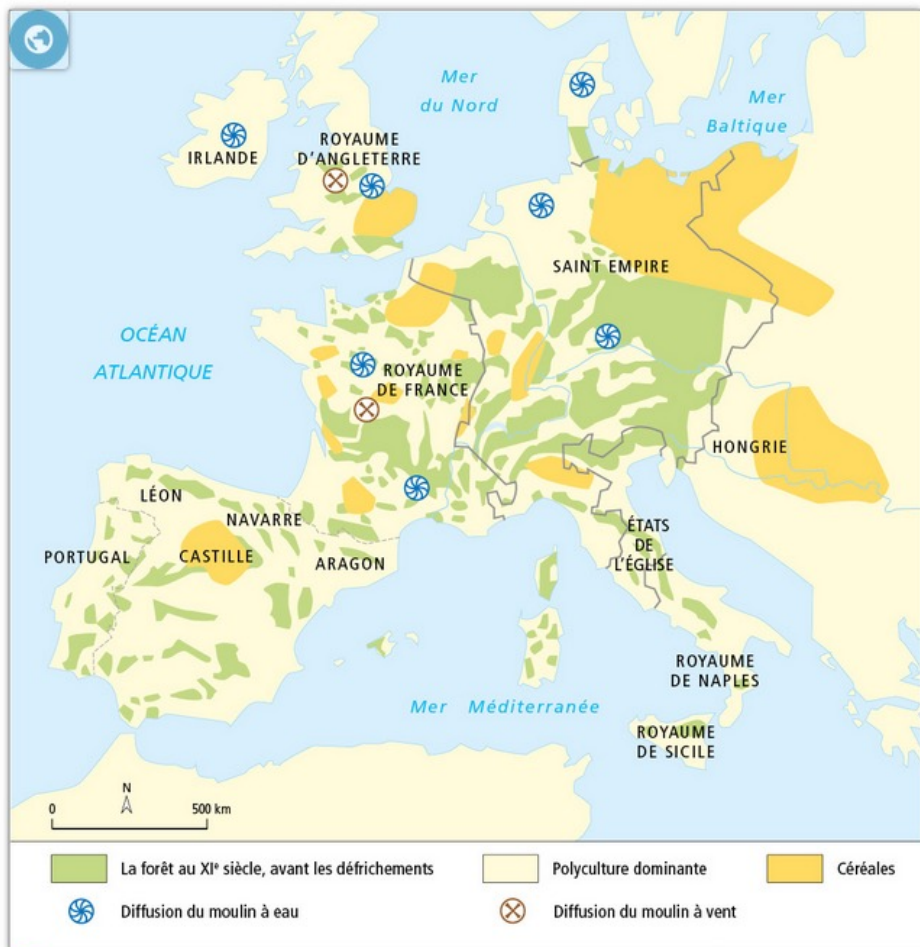 Mer
du Nord
Mer
Baltique
IRLANDE
ROYAUME
D'ANGLETERRE
SAINT EMPIRE
OCÉAN
ATLANTIQUE
ROYAUME
DE FRANCE
HONGRIE
LÉON
NAVARRE
PORTUGAL
CASTILLE
ARAGON
ÉTATS
DE
L'ÉGLISE
ROYAUME
DE NAPLES
Mer Méditerranée
ROYAUME
DE SICILE
N
0 500 km
La forêt au XIe siècle, avant les défrichements
Polyculture dominante
Céréales
Diffusion du moulin à eau
Diffusion du moulin à vent